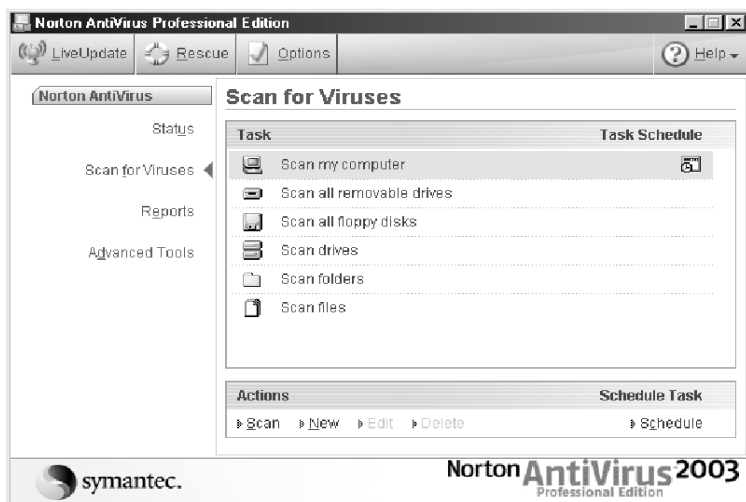 Norton AntiVirus Professional Edition
LiveUpdate Rescue Options Help
Norton AntiVirus
Status
Scan for Viruses
Reports
Advanced Tools
Scan for Viruses
Task Task Schedule
Scan my computer
Scan all removable drives
Scan all floppy disks
Scan drives
Scan folders
Scan files
Actions Schedule Task
Scan New Edit Delete Schedule
symantec.
Norton AntiVirus 2003
Professional Edition